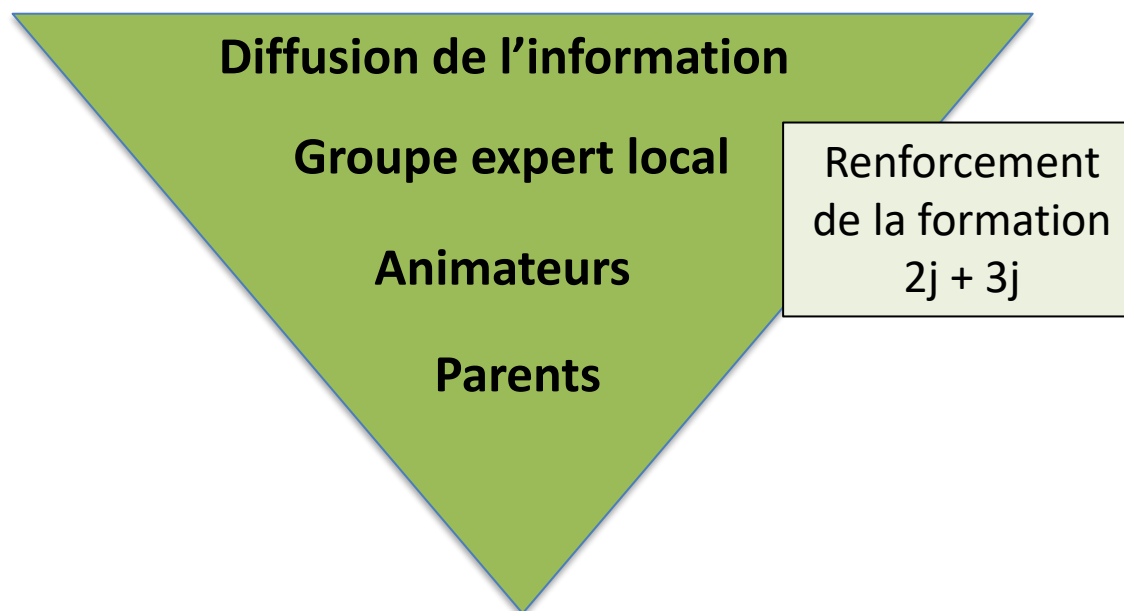 Diffusion de l’information
Groupe expert local
Renforcement
de la formation
2j + 3j
Animateurs
Parents